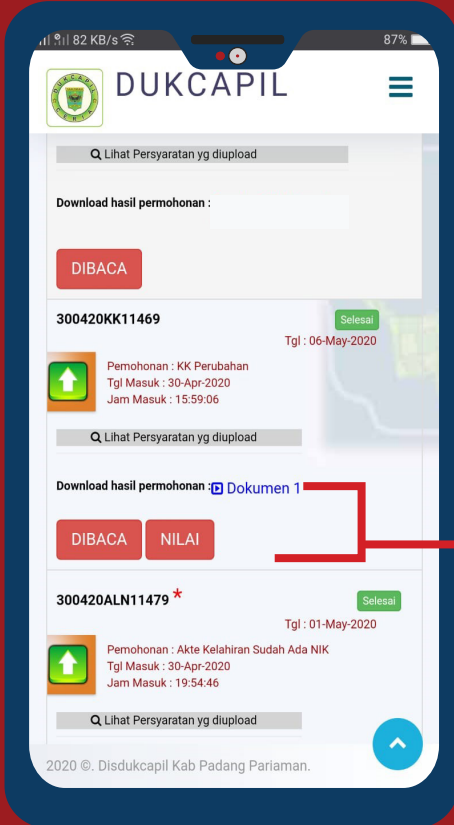 82 KB/s
87%
DUKCAPIL
DUKCAPIL
CERIA
Lihat Persyaratan yg diupload
Download hasil permohonan :
DIBACA
300420KK11469
Selesai
Tgl : 06-May-2020
Pemohonan : KK Perubahan
Tgl Masuk : 30-Apr-2020
Jam Masuk : 15:59:06
Lihat Persyaratan yg diupload
Download hasil permohonan : Dokumen 1
DIBACA NILAI
300420ALN11479 *
Selesai
Tgl : 01-May-2020
Pemohonan : Akte Kelahiran Sudah Ada NIK
Tgl Masuk : 30-Apr-2020
Jam Masuk : 19:54:46
Lihat Persyaratan yg diupload
2020 ©. Disdukcapil Kab Padang Pariaman.